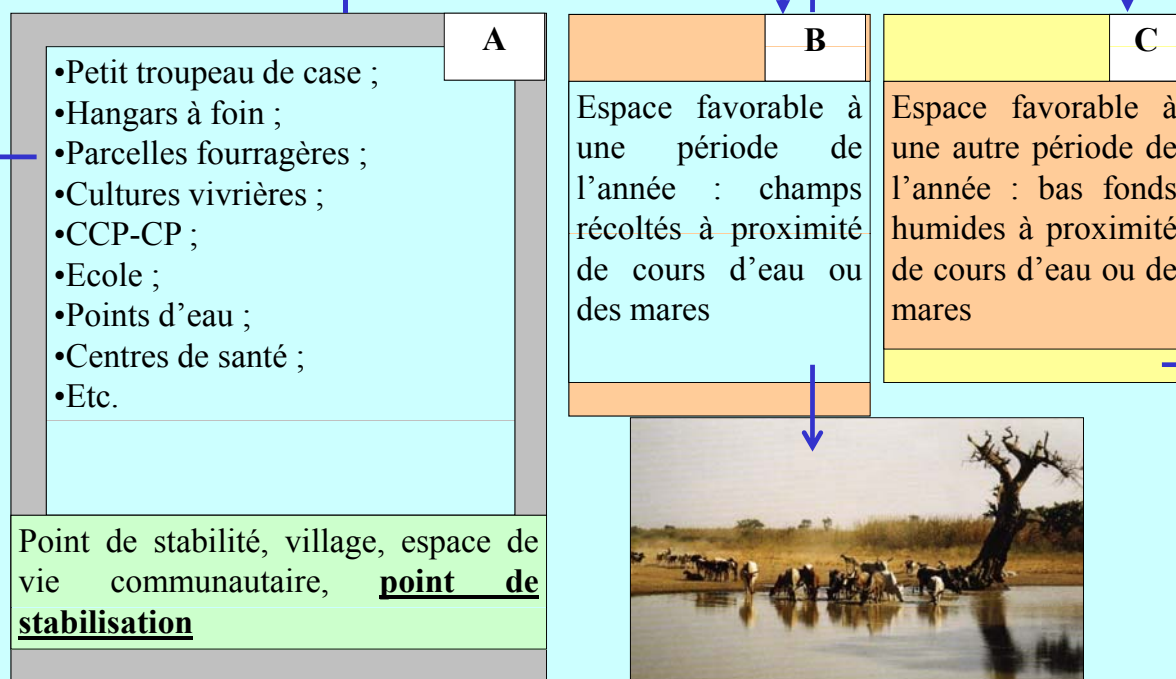 A
•Petit troupeau de case ;
•Hangars à foin ;
•Parcelles fourragères ;
•Cultures vivrières ;
•CCP-CP ;
•Ecole ;
•Points d’eau ;
•Centres de santé ;
•Etc.
Point de stabilité, village, espace de
vie communautaire, point de
stabilisation
B
Espace favorable à
une période de
l’année : champs
récoltés à proximité
de cours d’eau ou
des mares
C
Espace favorable à
une autre période de
l’année : bas fonds
humides à proximité
de cours d’eau ou de
mares